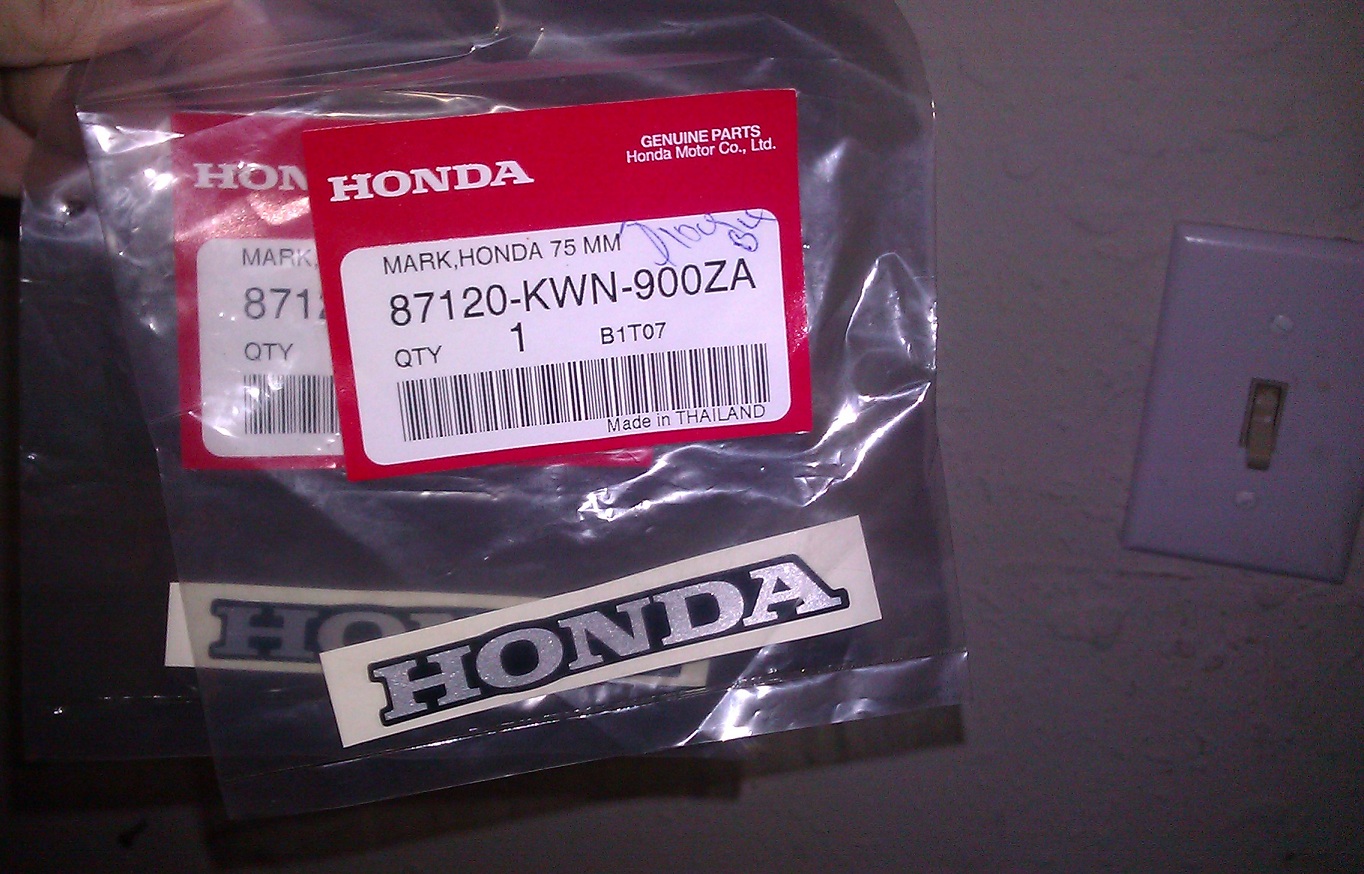 HONDA
GENUINE PARTS
Honda Motor Co., Ltd.
MARK,HONDA 75 MM
87120-KWN-900ZA
QTY 1 B1T07
Made in THAILAND
HONDA
HON
MARK,
8712
QTY
HO